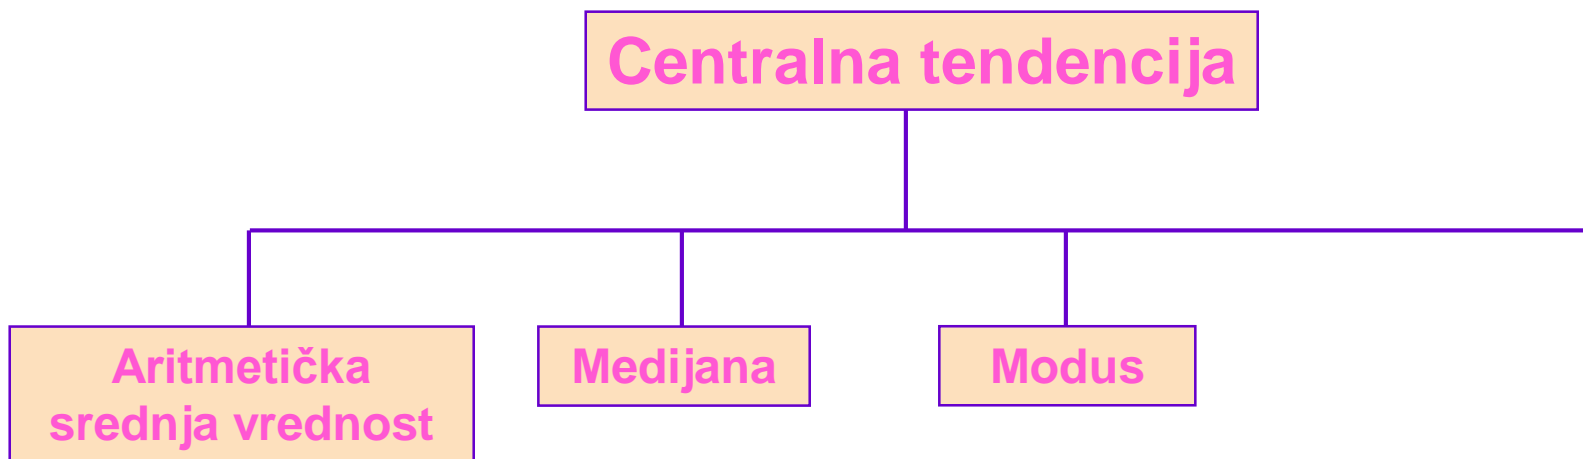 Centralna tendencija
Aritmetička
srednja vrednost
Medijana
Modus